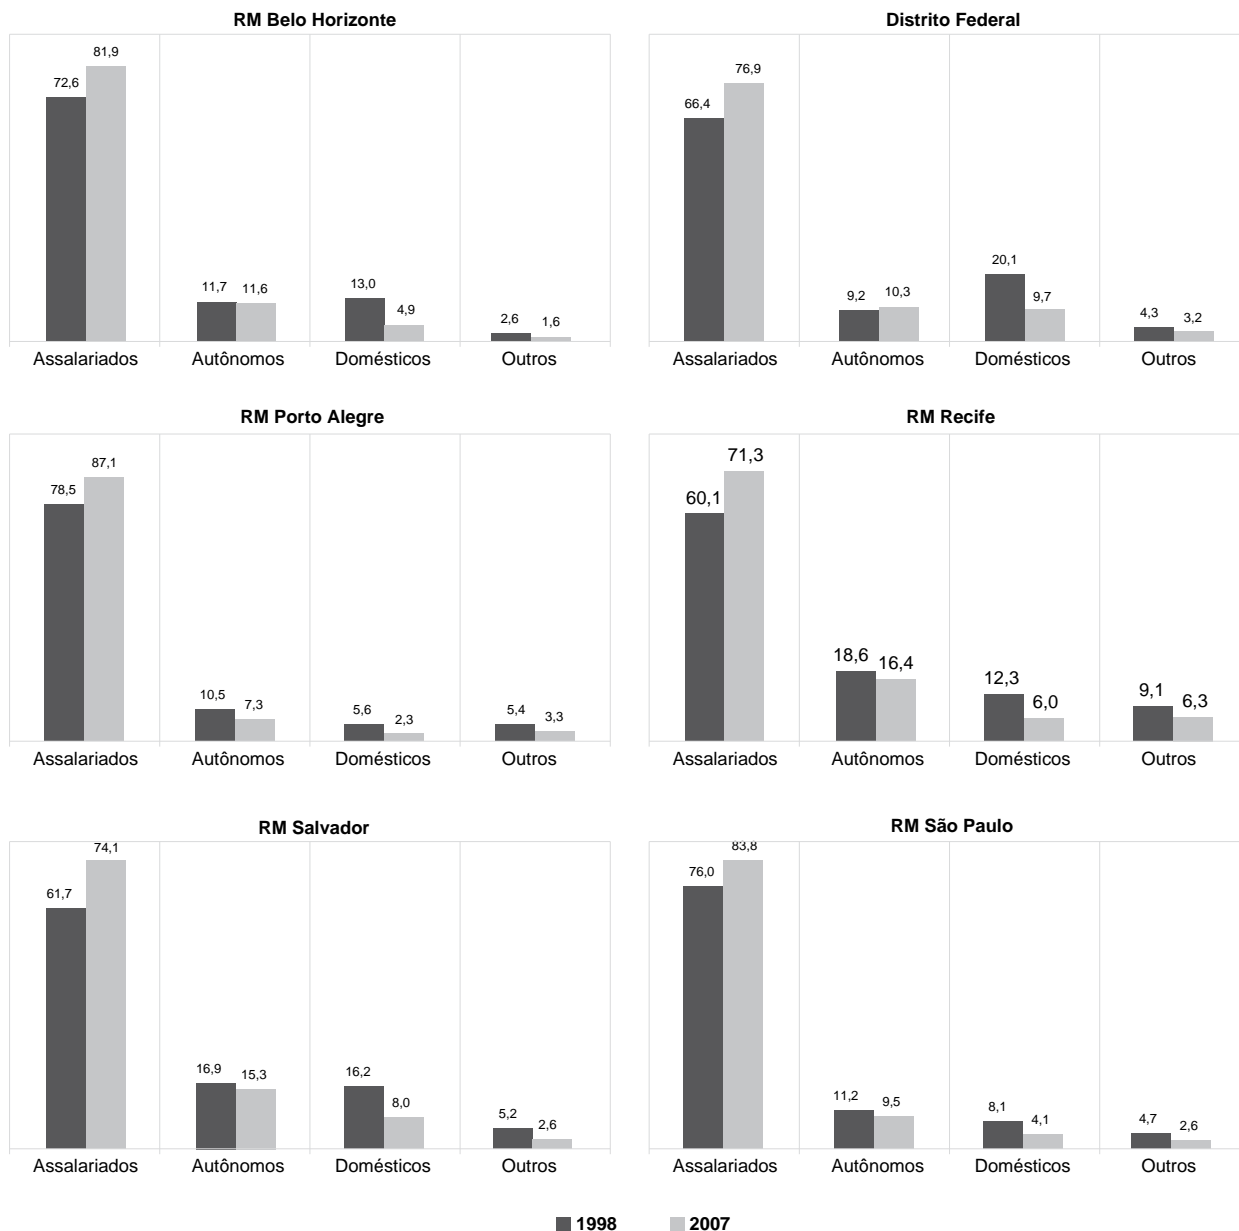 RM Belo Horizonte
81,9
72,6
11,7 11,6 13,0
4,9
2,6 1,6
Assalariados Autônomos Domésticos Outros
Distrito Federal
76,9
66,4
20,1
9,2 10,3 9,7
4,3 3,2
Assalariados Autônomos Domésticos Outros
RM Porto Alegre
87,1
78,5
10,5
7,3 5,6 5,4
2,3 3,3
Assalariados Autônomos Domésticos Outros
RM Recife
71,3
60,1
18,6 16,4
12,3 9,1
6,0 6,3
Assalariados Autônomos Domésticos Outros
RM Salvador
74,1
61,7
16,9 15,3 16,2
8,0
5,2 2,6
Assalariados Autônomos Domésticos Outros
RM São Paulo
83,8
76,0
11,2 9,5 8,1
4,1 4,7 2,6
Assalariados Autônomos Domésticos Outros
1998 2007